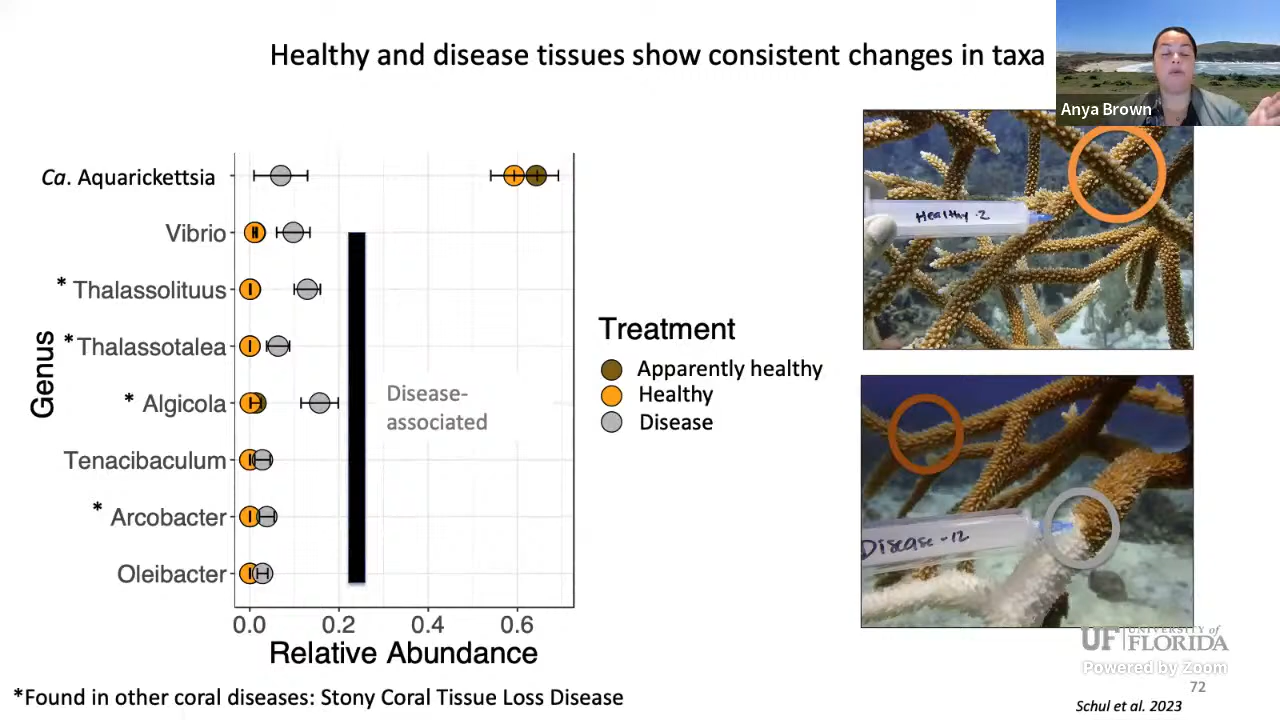 Healthy and disease tissues show consistent changes in taxa
Anya Brown
Genus
Ca. Aquarickettsia
Vibrio
* Thalassolituus
* Thalassotalea
* Algicola
Tenacibaculum
* Arcobacter
Oleibacter
Disease-
associated
0.0 0.2 0.4 0.6
Relative Abundance
Treatment
Apparently healthy
Healthy
Disease
Healthy-2
Disease-12
UF UNIVERSITY of
FLORIDA
Powered by Zoom
72
*Found in other coral diseases: Stony Coral Tissue Loss Disease
Schul et al. 2023